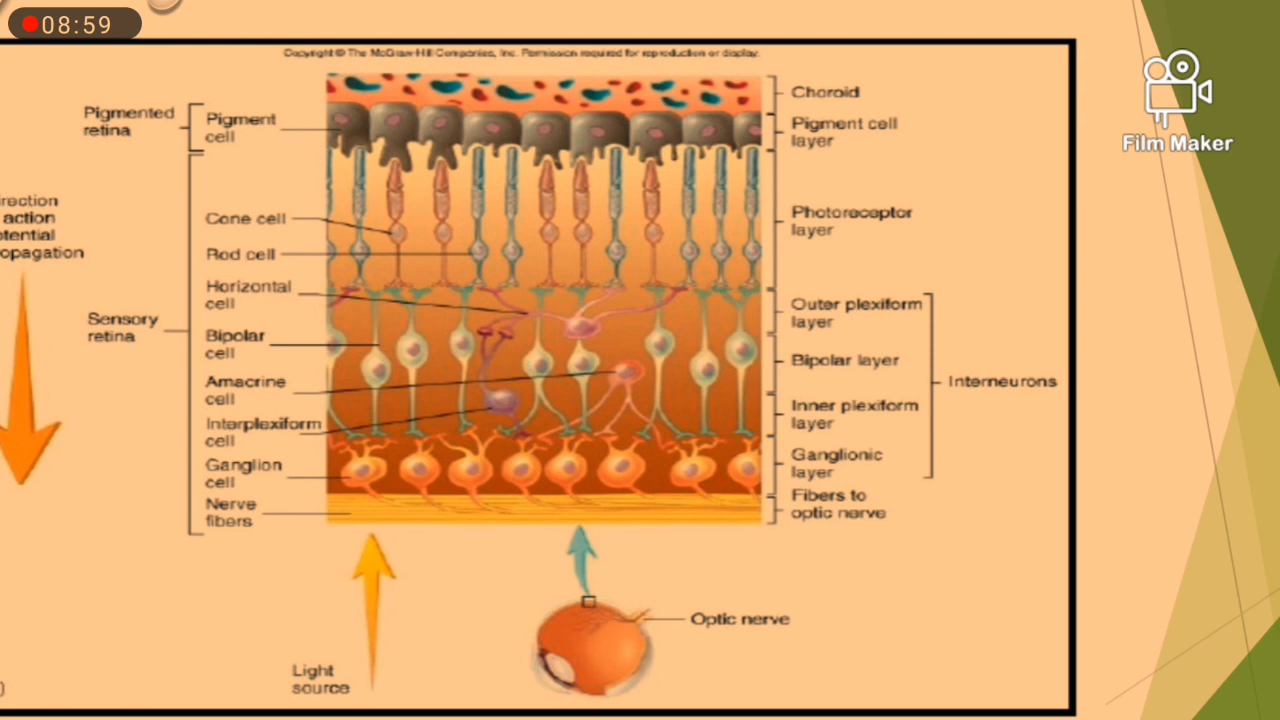 08:59
Copyright © The McGraw-Hill Companies, Inc. Permission required for reproduction or display.
Film Maker
Pigmented
retina
Pigment
cell
Choroid
Pigment cell
layer
irection
action
otential
opagation
Cone cell
Rod cell
Photoreceptor
layer
Horizontal
cell
Sensory
retina
Bipolar
cell
Amacrine
cell
Interplexiform
cell
Ganglion
cell
Nerve
fibers
Outer plexiform
layer
Bipolar layer
Inner plexiform
layer
Interneurons
Ganglionic
layer
Fibers to
optic nerve
Optic nerve
Light
source
)